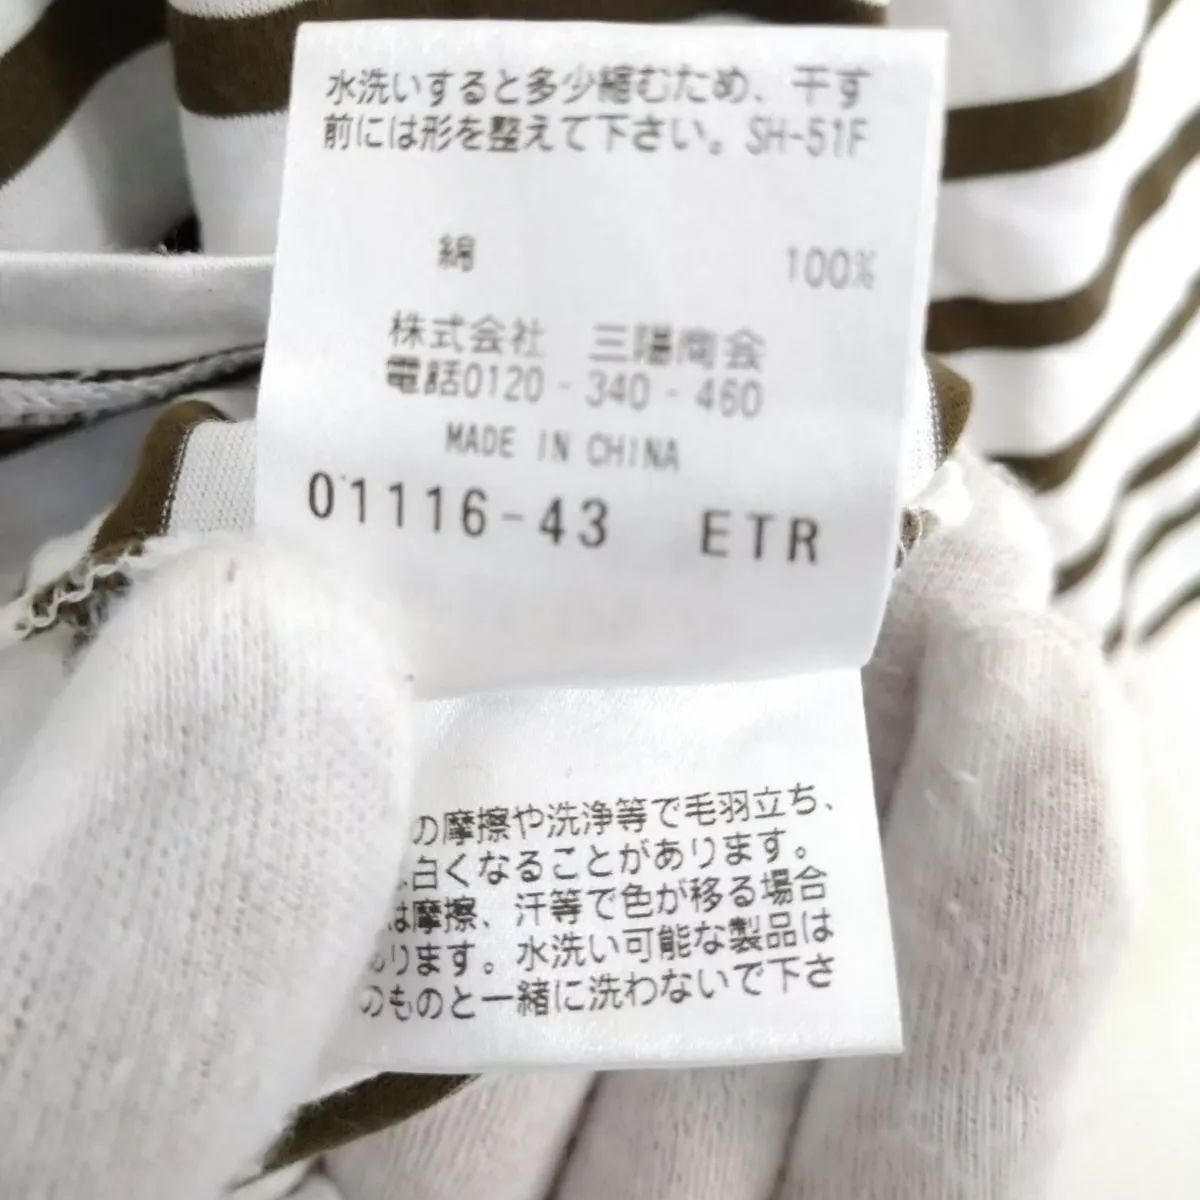 水洗いすると多少縮むため、干す
前には形を整えて下さい。SH-51F
綿 100%
株式会社 三陽商会
電話0120-340-460
MADE IN CHINA
01116-43 ETR
の摩擦や洗浄等で毛羽立ち、
白くなることがあります。
は摩擦、汗等で色が移る場合
ります。水洗い可能な製品は
のものと一緒に洗わないで下さ